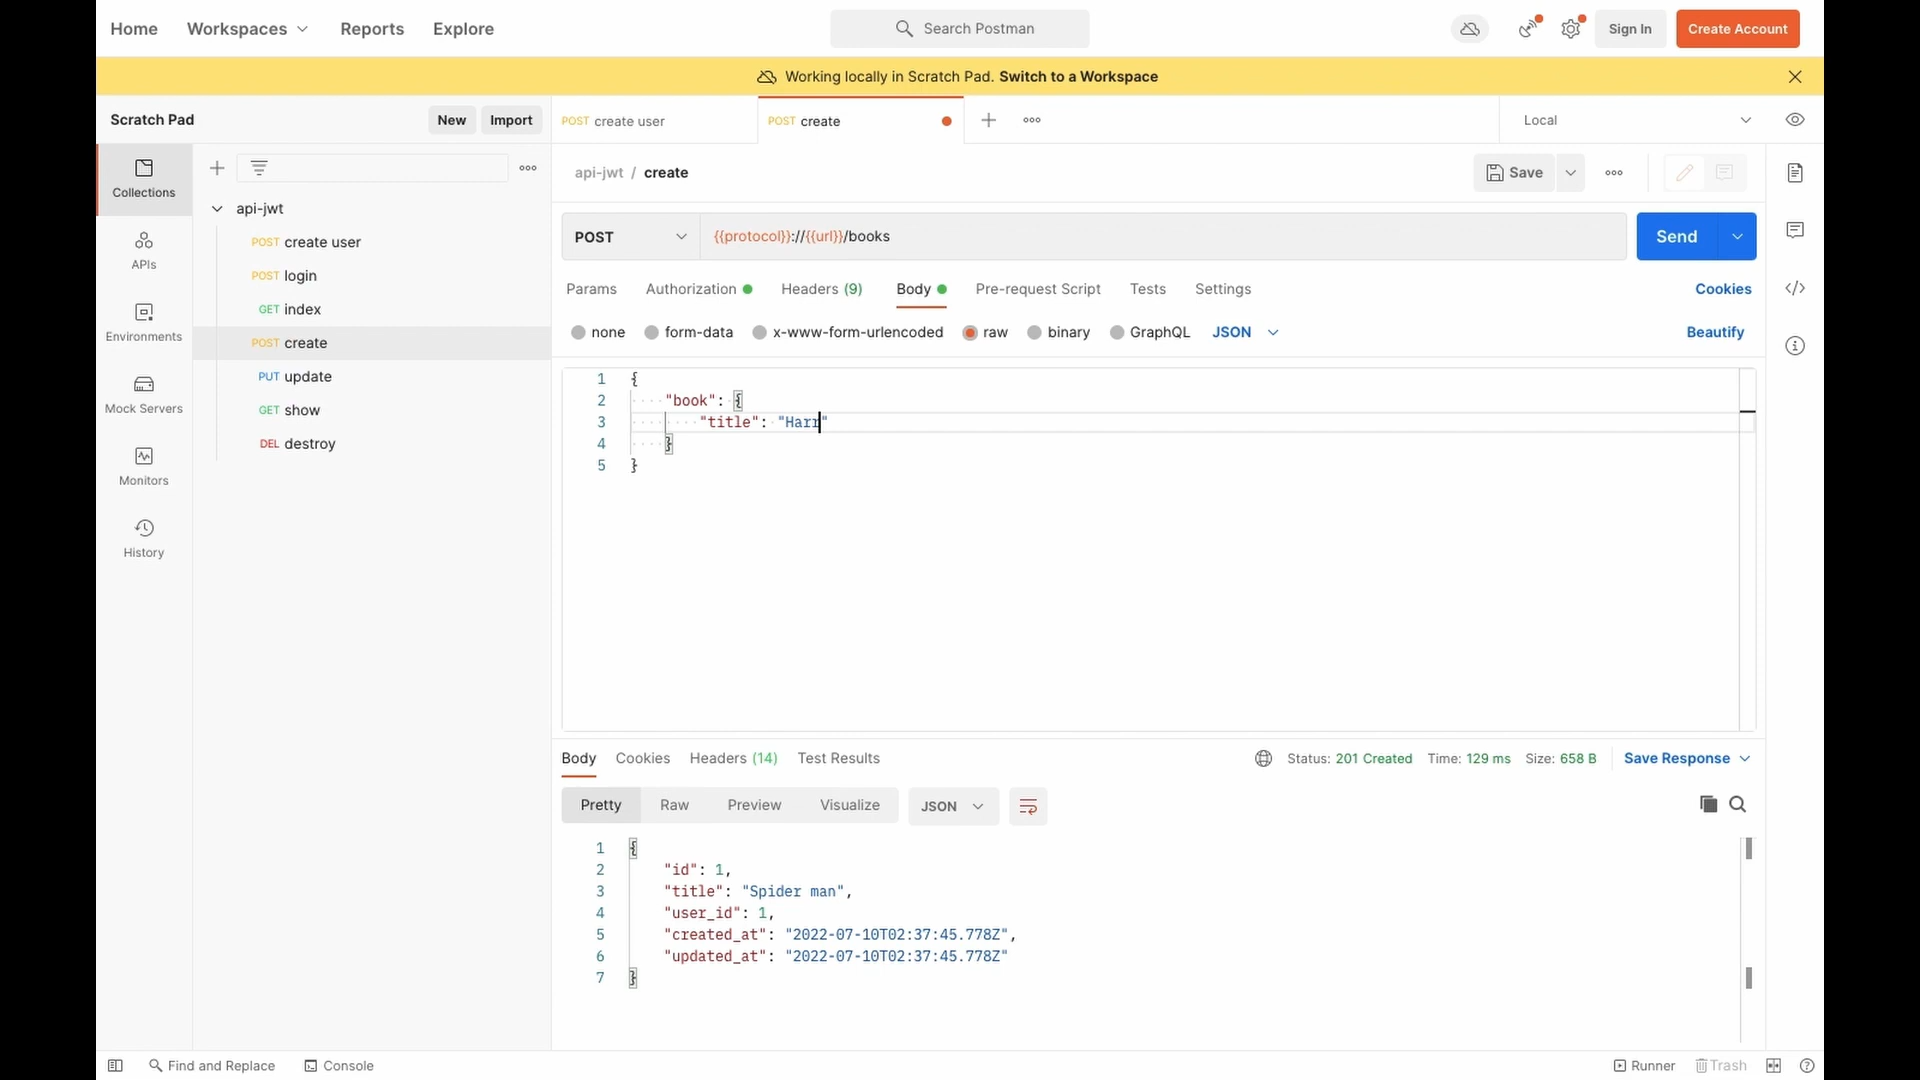 Home Workspaces Reports Explore Search Postman Sign In Create Account
Working locally in Scratch Pad. Switch to a Workspace
Scratch Pad New Import POST create user POST create Local
api-jwt / create Save
Collections
APIs
Environments
Mock Servers
Monitors
History
api-jwt
POST create user
POST login
GET index
POST create
PUT update
GET show
DEL destroy
POST {{protocol}}://{{url}}/books Send
Params Authorization Headers (9) Body Pre-request Script Tests Settings Cookies
none form-data x-www-form-urlencoded raw binary GraphQL JSON Beautify
1 {
2 "book": {
3 "title": "Harr"
4 }
5 }
Body Cookies Headers (14) Test Results Status: 201 Created Time: 129 ms Size: 658 B Save Response
Pretty Raw Preview Visualize JSON
1 {
2 "id": 1,
3 "title": "Spider man",
4 "user_id": 1,
5 "created_at": "2022-07-10T02:37:45.778Z",
6 "updated_at": "2022-07-10T02:37:45.778Z"
7 }
Find and Replace Console Runner Trash